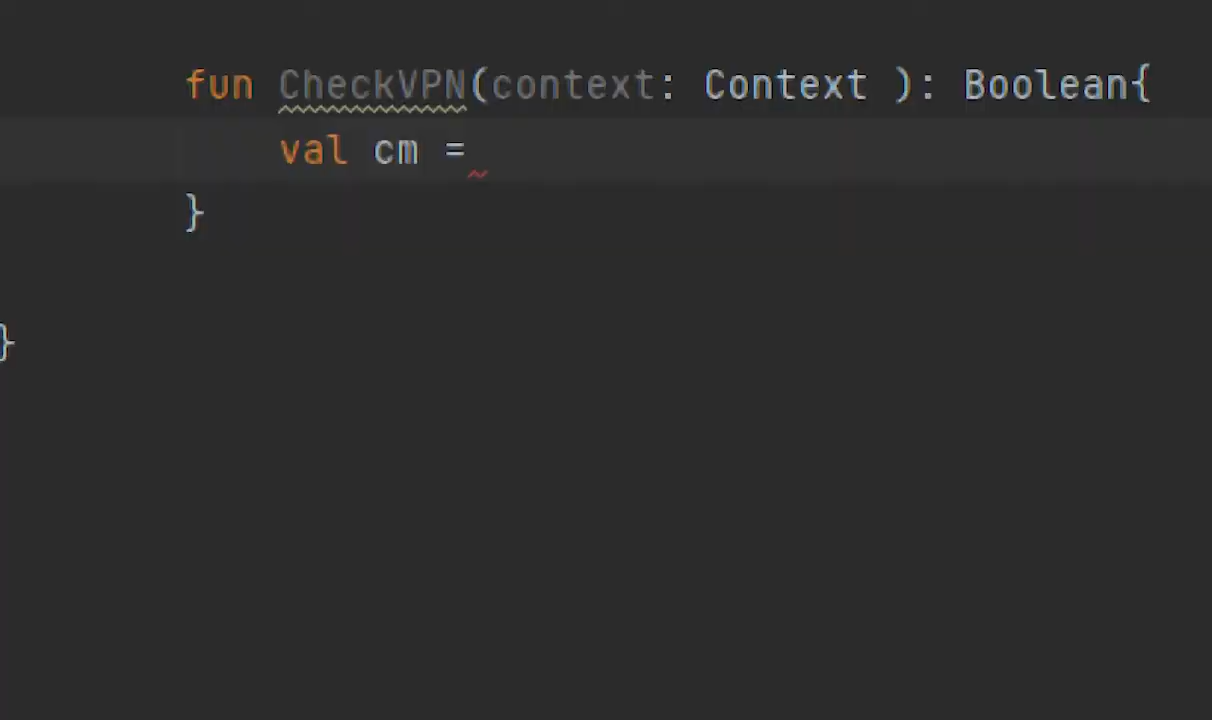 fun CheckVPN(context: Context ): Boolean{
val cm =
}
}